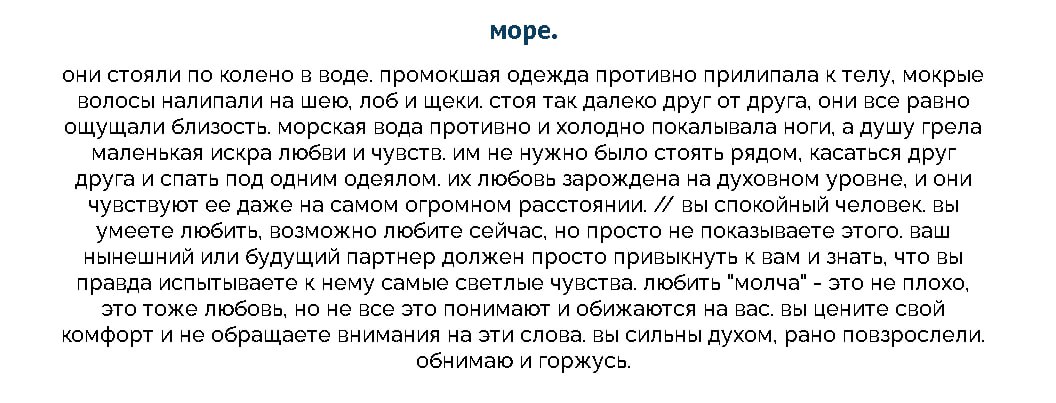 море.
они стояли по колено в воде. промокшая одежда противно прилипала к телу, мокрые
волосы налипали на шею, лоб и щеки. стоя так далеко друг от друга, они все равно
ощущали близость. морская вода противно и холодно покалывала ноги, а душу грела
маленькая искра любви и чувств. им не нужно было стоять рядом, касаться друг
друга и спать под одним одеялом. их любовь зарождена на духовном уровне, и они
чувствуют ее даже на самом огромном расстоянии. // вы спокойный человек. вы
умеете любить, возможно любите сейчас, но просто не показываете этого. ваш
нынешний или будущий партнер должен просто привыкнуть к вам и знать, что вы
правда испытываете к нему самые светлые чувства. любить "молча" - это не плохо,
это тоже любовь, но не все это понимают и обижаются на вас. вы цените свой
комфорт и не обращаете внимания на эти слова. вы сильны духом, рано повзрослели.
обнимаю и горжусь.